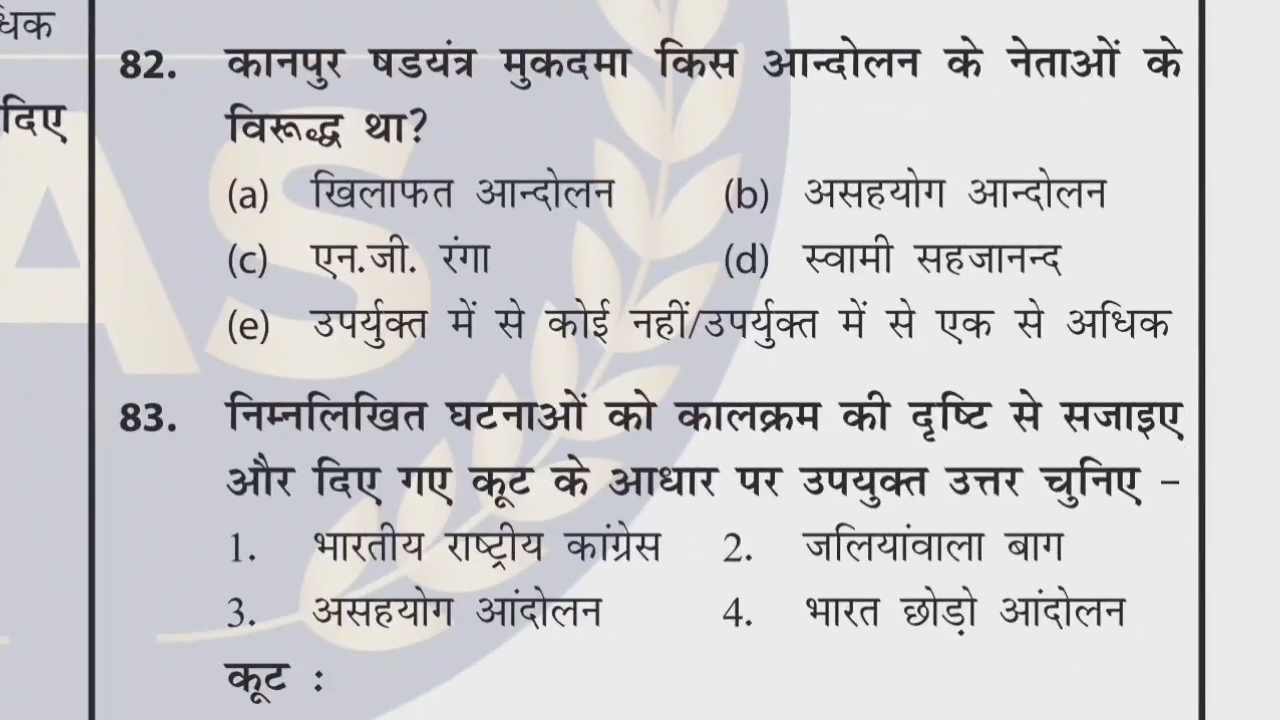 धिक
दिए
82. कानपुर षडयंत्र मुकदमा किस आन्दोलन के नेताओं के
विरूद्ध था?
(a) खिलाफत आन्दोलन (b) असहयोग आन्दोलन
(c) एन.जी. रंगा (d) स्वामी सहजानन्द
(e) उपर्युक्त में से कोई नहीं/उपर्युक्त में से एक से अधिक
83. निम्नलिखित घटनाओं को कालक्रम की दृष्टि से सजाइए
और दिए गए कूट के आधार पर उपयुक्त उत्तर चुनिए –
1. भारतीय राष्ट्रीय कांग्रेस 2. जलियांवाला बाग
3. असहयोग आंदोलन 4. भारत छोड़ो आंदोलन
कूट :
AS